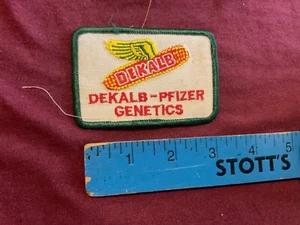 DEKALB
DEKALB-PFIZER
GENETICS
1 2 3 4 5
STOTT'S